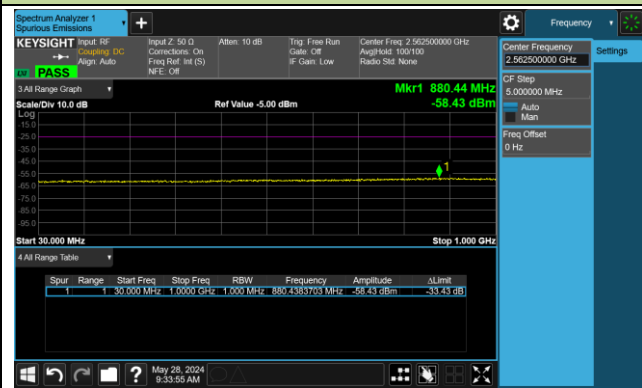 Spectrum Analyzer 1
Spurious Emissions
Frequency
KEYSIGHT
Input: RF
Coupling: DC
Align: Auto
Input Z: 50 Ω
Corrections: On
Freq Ref: Int (S)
NFE: Off
Atten: 10 dB
Trig: Free Run
Gate: Off
IF Gain: Low
Center Freq: 2.562500000 GHz
Avg|Hold: 100/100
Radio Std: None
PASS
3 All Range Graph
Mkr1 880.44 MHz
Scale/Div 10.0 dB
Ref Value -5.00 dBm
-58.43 dBm
Log
-15.0
-25.0
-35.0
-45.0
-55.0
-65.0
-75.0
-85.0
-95.0
1
Start 30.000 MHz
Stop 1.000 GHz
4 All Range Table
Spur Range Start Freq Stop Freq RBW Frequency Amplitude ΔLimit
1 1 30.000 MHz 1.0000 GHz 1.000 MHz 880.4383703 MHz -58.43 dBm -33.43 dB
Center Frequency
2.562500000 GHz
Settings
CF Step
5.000000 MHz
Auto
Man
Freq Offset
0 Hz
?
May 28, 2024
9:33:55 AM